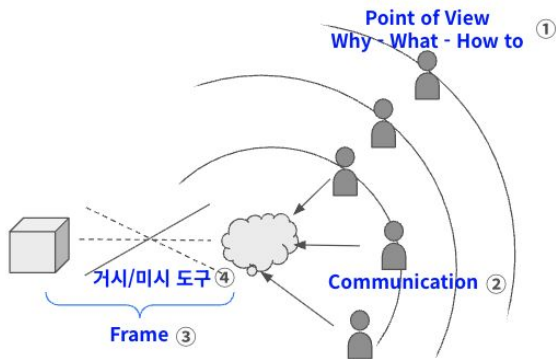 Point of View
Why - What - How to ①
거시/미시 도구 ④
Communication ②
Frame ③